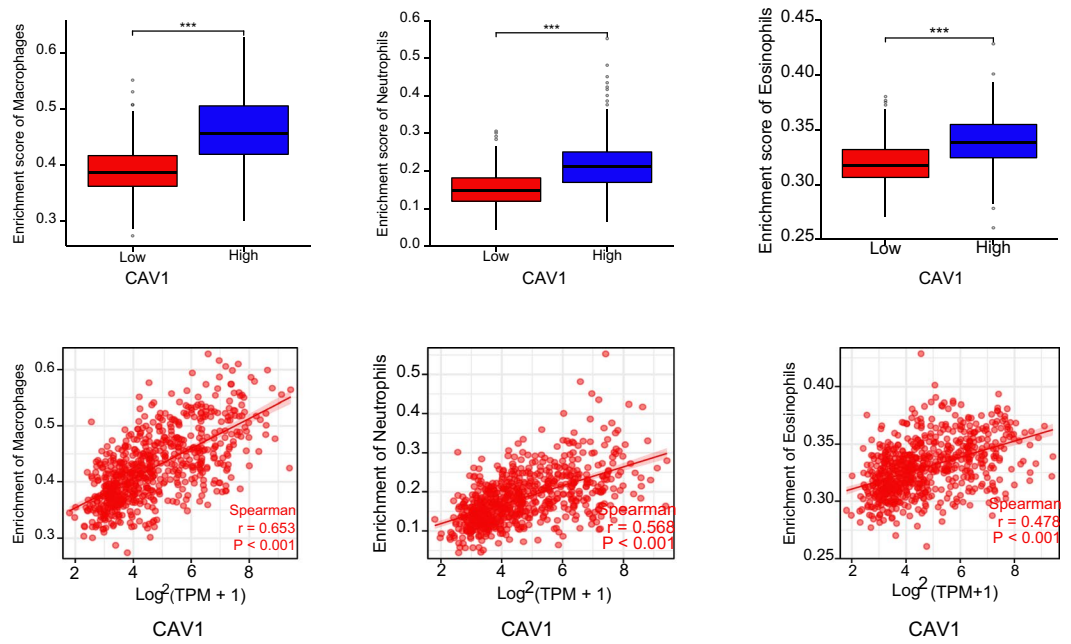 Enrichment score of Macrophages
0.6
0.5
0.4
0.3
***
Low
High
CAV1
Enrichment score of Neutrophils
0.6
0.5
0.4
0.3
0.2
0.1
0.0
***
Low
High
CAV1
Enrichment score of Eosinophils
0.45
0.40
0.35
0.30
0.25
***
Low
High
CAV1
Enrichment of Macrophages
0.6
0.5
0.4
0.3
Spearman
r = 0.653
P < 0.001
2 4 6 8
Log2(TPM + 1)
CAV1
Enrichment of Neutrophils
0.5
0.4
0.3
0.2
0.1
Spearman
r = 0.568
P < 0.001
2 4 6 8
Log2(TPM + 1)
CAV1
Enrichment of Eosinophils
0.40
0.35
0.30
0.25
Spearman
r = 0.478
P < 0.001
2 4 6 8
Log2 (TPM+1)
CAV1